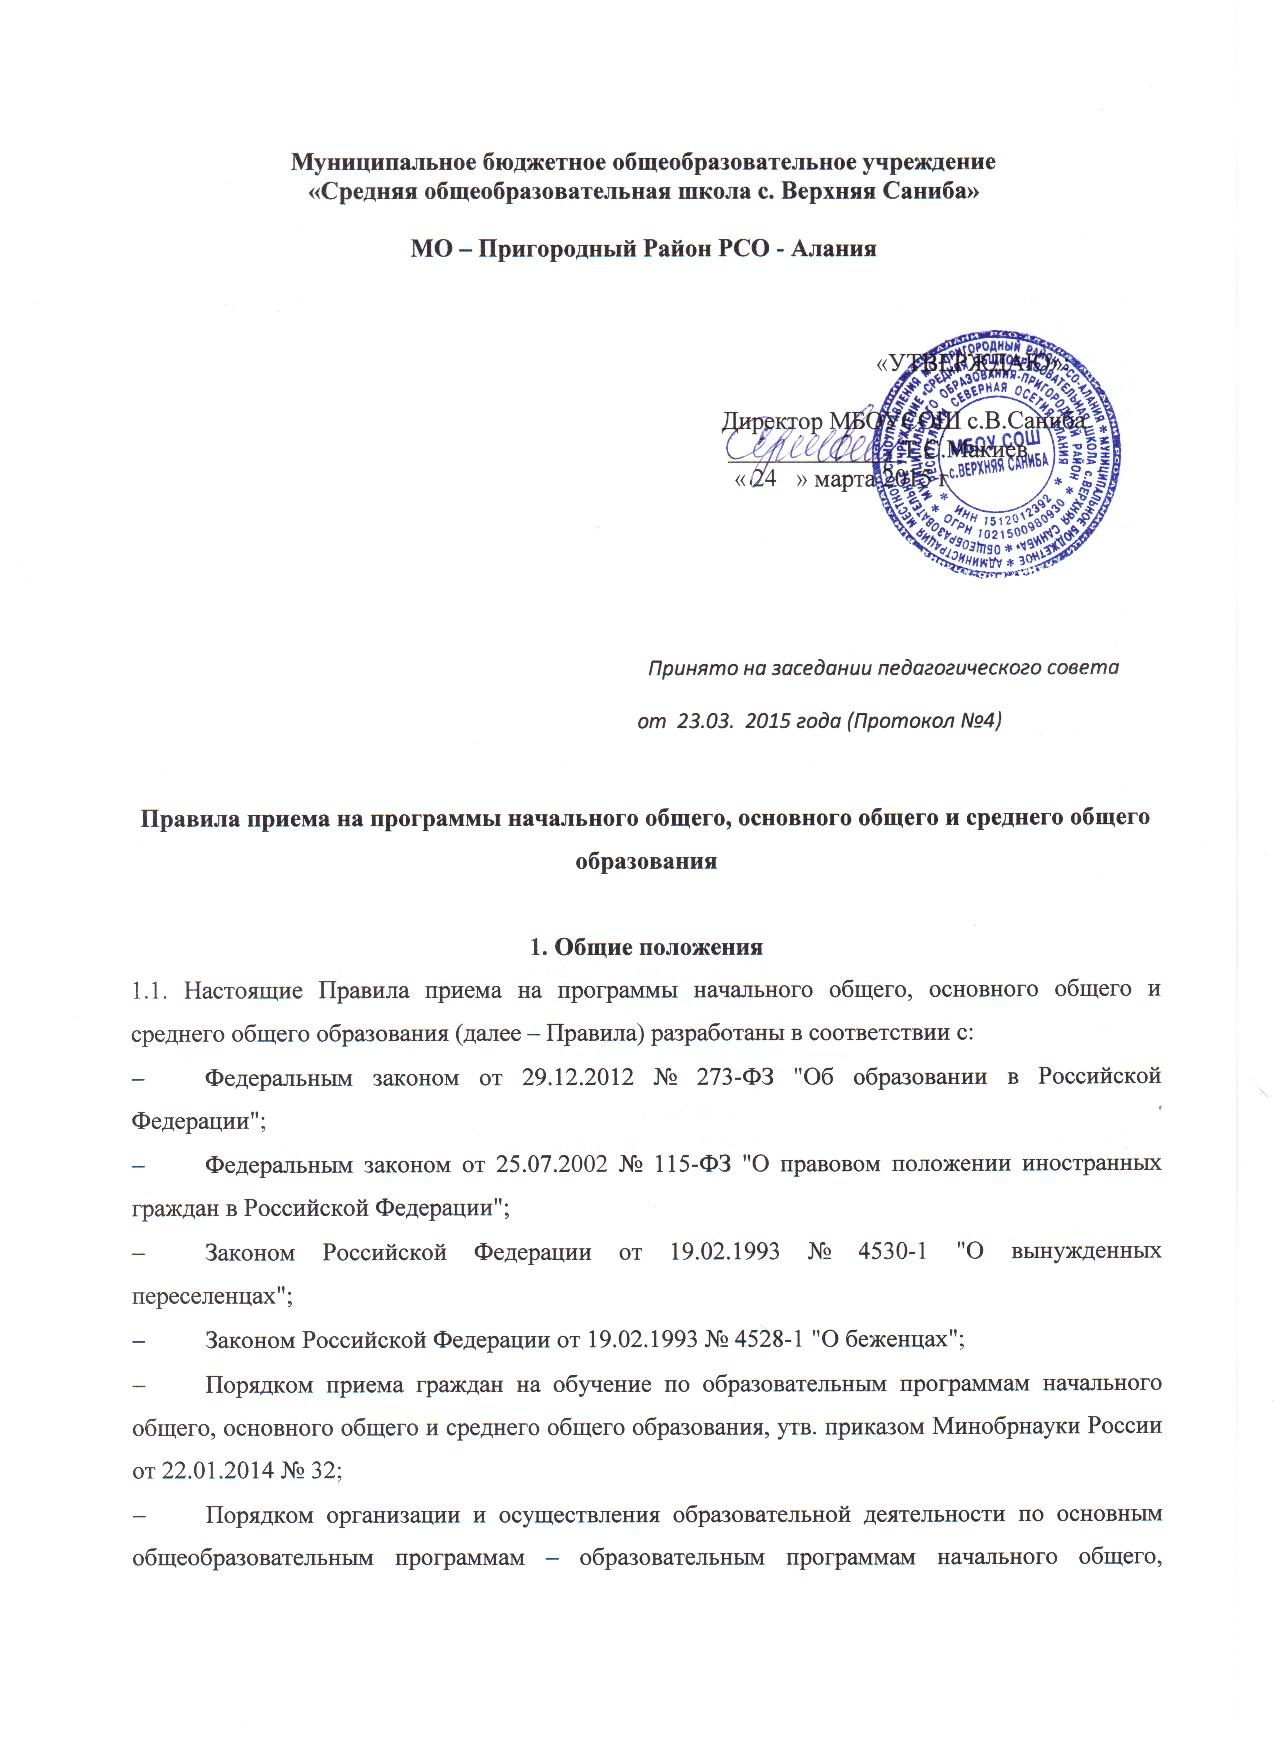 Муниципальное бюджетное общеобразовательное учреждение
«Средняя общеобразовательная школа с. Верхняя Саниба»
МО – Пригородный Район РСО - Алания
«УТВЕРЖДАЮ»
Директор МБОУ СОШ с.В.Саниба
Т.С.Макиев
« 24 » марта 2015 г
МБОУ СОШ
с.ВЕРХНЯЯ САНИБА
ИНН 1512012392
ОГРН 1021500980930
Принято на заседании педагогического совета
от 23.03. 2015 года (Протокол №4)
Правила приема на программы начального общего, основного общего и среднего общего
образования
1. Общие положения
1.1. Настоящие Правила приема на программы начального общего, основного общего и
среднего общего образования (далее – Правила) разработаны в соответствии с:
– Федеральным законом от 29.12.2012 № 273-ФЗ "Об образовании в Российской
Федерации";
– Федеральным законом от 25.07.2002 № 115-ФЗ "О правовом положении иностранных
граждан в Российской Федерации";
– Законом Российской Федерации от 19.02.1993 № 4530-1 "О вынужденных
переселенцах";
– Законом Российской Федерации от 19.02.1993 № 4528-1 "О беженцах";
– Порядком приема граждан на обучение по образовательным программам начального
общего, основного общего и среднего общего образования, утв. приказом Минобрнауки России
от 22.01.2014 № 32;
– Порядком организации и осуществления образовательной деятельности по основным
общеобразовательным программам – образовательным программам начального общего,